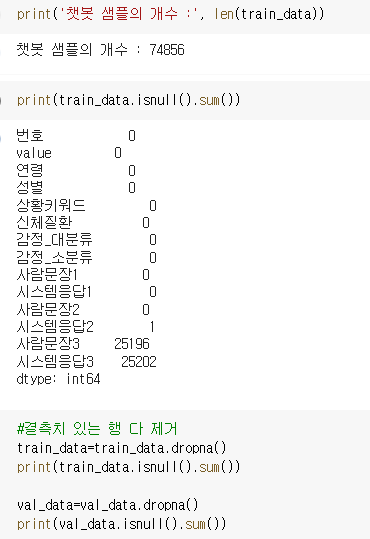 print('챗봇 샘플의 개수 :', len(train_data))
챗봇 샘플의 개수 : 74856
print(train_data.isnull().sum())
번호 0
value 0
연령 0
성별 0
상황키워드 0
신체질환 0
감정_대분류 0
감정_소분류 0
사람문장1 0
시스템응답1 0
사람문장2 0
시스템응답2 1
사람문장3 25196
시스템응답3 25202
dtype: int64
#결측치 있는 행 다 제거
train_data=train_data.dropna()
print(train_data.isnull().sum())
val_data=val_data.dropna()
print(val_data.isnull().sum())